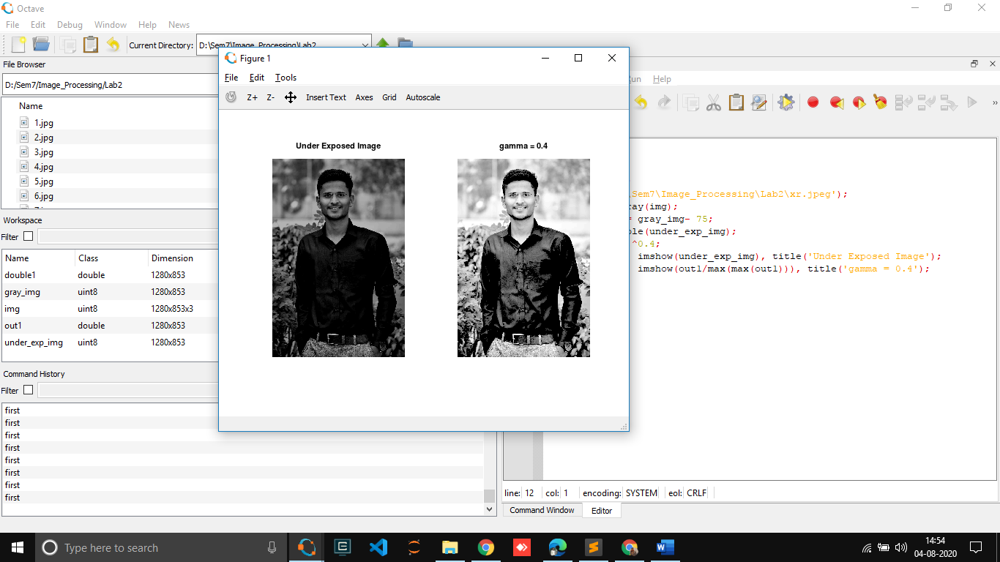 Octave
File Edit Debug Window Help News
Current Directory: D:\Sem7\Image_Processing\Lab2
File Browser
D:/Sem7/Image_Processing/Lab2
Name
1.jpg
2.jpg
3.jpg
4.jpg
5.jpg
6.jpg
Workspace
Filter
Name Class Dimension
double1 double 1280x853
gray_img uint8 1280x853
img uint8 1280x853x3
out1 double 1280x853
under_exp_img uint8 1280x853
Command History
Filter
first
first
first
first
first
first
first
first
Figure 1
File Edit Tools
Z+ Z- Insert Text Axes Grid Autoscale
Under Exposed Image gamma = 0.4
Run Help
\Sem7\Image_Processing\Lab2\xr.jpeg');
ray(img);
= gray_img- 75;
ble(under_exp_img);
^0.4;
imshow(under_exp_img), title('Under Exposed Image');
imshow(out1/max(max(out1))), title('gamma = 0.4');
line: 12 col: 1 encoding: SYSTEM eol: CRLF
Command Window Editor
Type here to search
14:54
04-08-2020